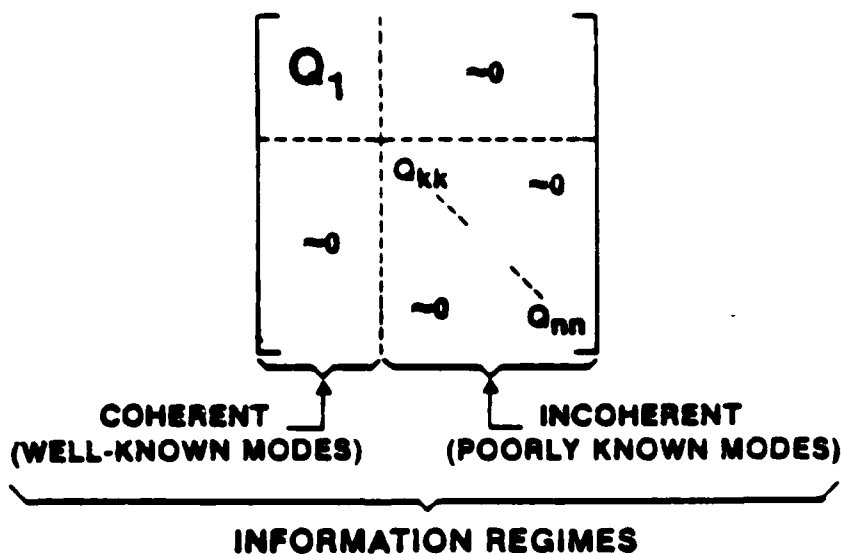 Q1 ≈0
Qkk ≈0
≈0
≈0 Qnn
COHERENT INCOHERENT
(WELL-KNOWN MODES) (POORLY KNOWN MODES)
INFORMATION REGIMES